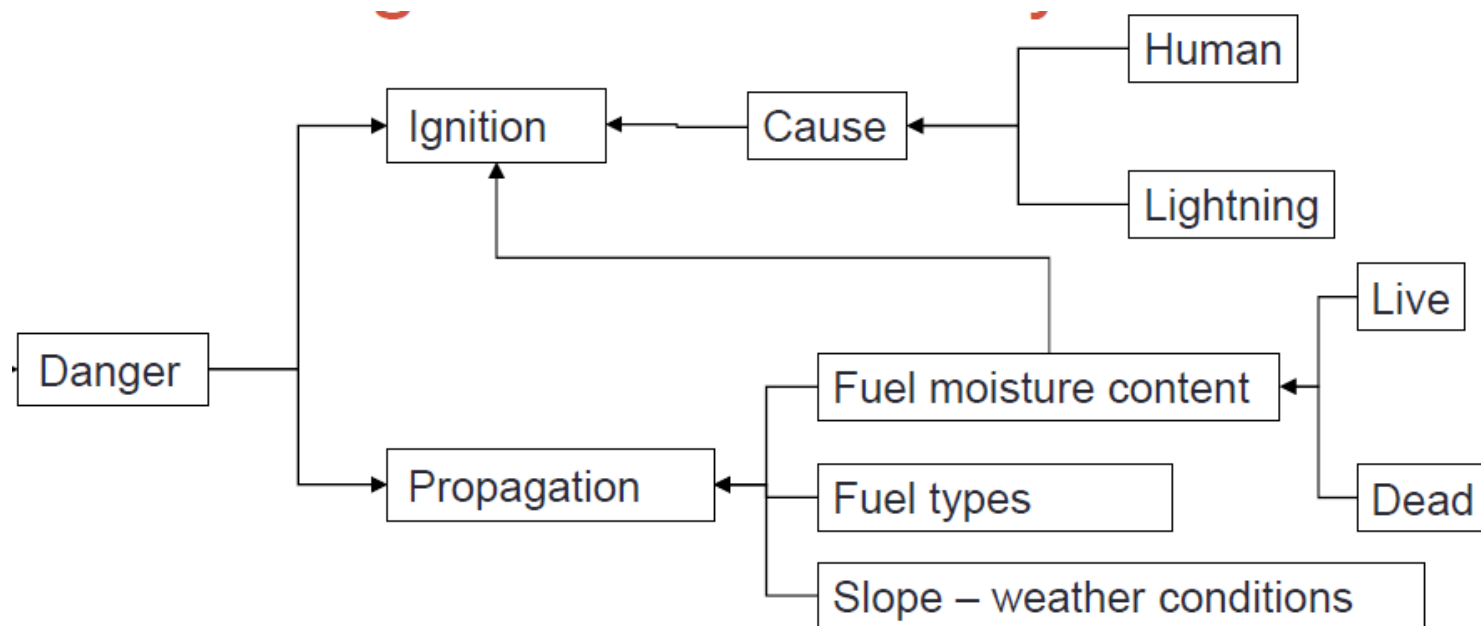 Human
Ignition
Cause
Lightning
Live
Danger
Fuel moisture content
Propagation
Fuel types
Dead
Slope – weather conditions